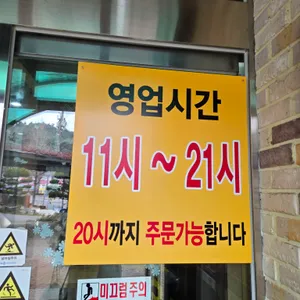 영업시간
11시 ~ 21시
20시까지 주문가능합니다
미끄럼 주의